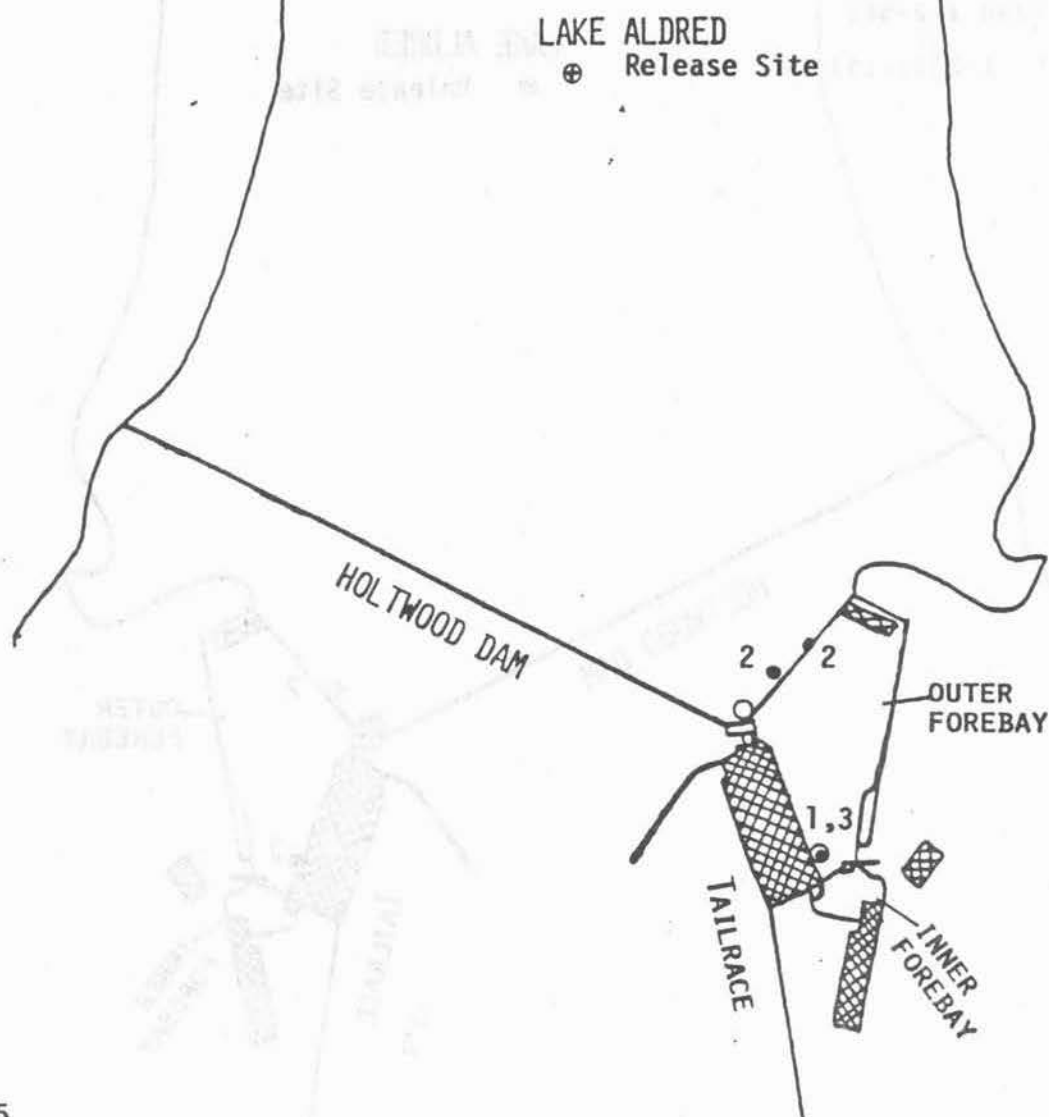 LAKE ALDRED
⊕ Release Site
HOLTWOOD DAM
2
2
OUTER
FOREBAY
1,3
TAILRACE
INNER
FOREBAY